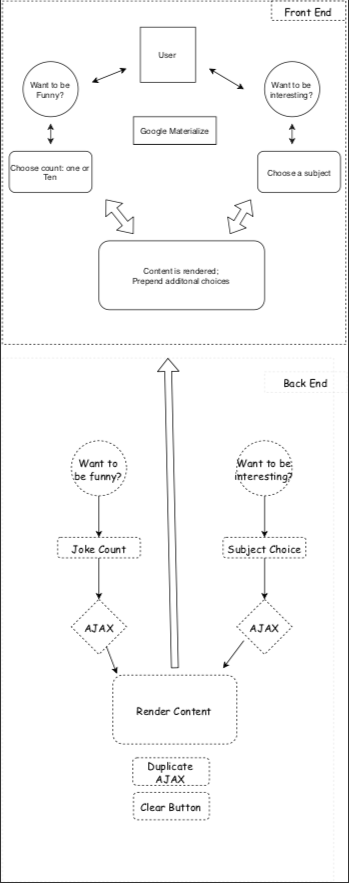 Front End
User
Want to be
Funny?
Want to be
interesting?
Google Materialize
Choose count: one or
Ten
Choose a subject
Content is rendered;
Prepend additonal choices
Back End
Want to
be funny?
Want to be
interesting?
Joke Count
Subject Choice
AJAX
AJAX
Render Content
Duplicate
AJAX
Clear Button